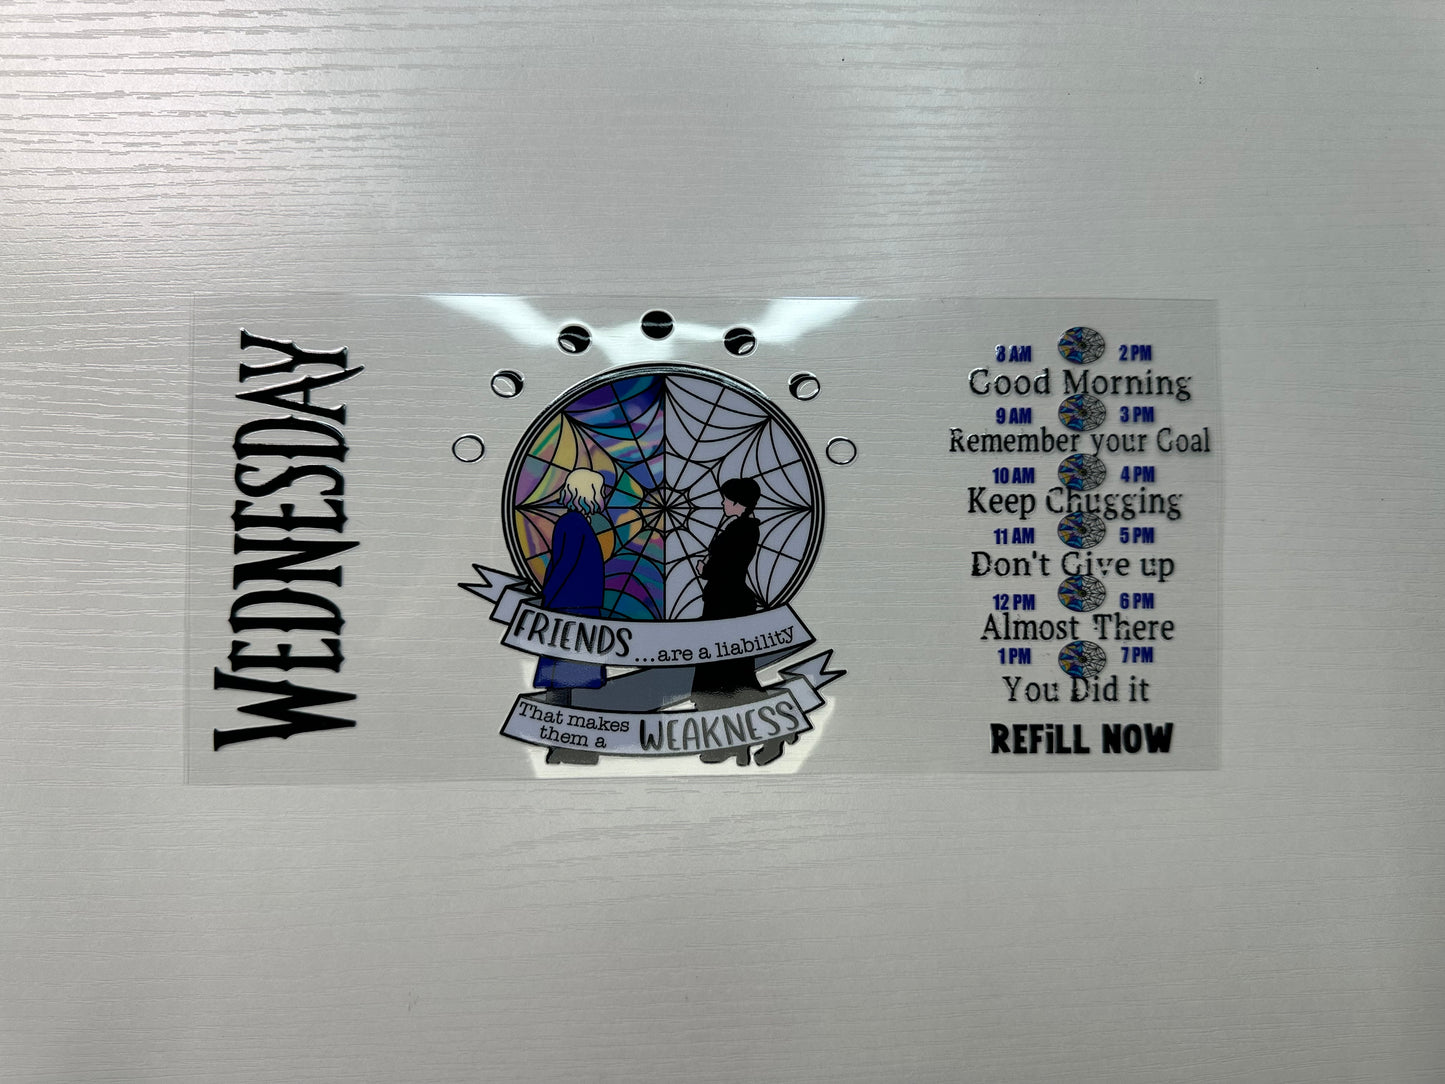 WEDNESDAY
FRIENDS ...are a liability
That makes
them a WEAKNESS
8 AM 2 PM
Good Morning
9 AM 3 PM
Remember your Goal
10 AM 4 PM
Keep Chugging
11 AM 5 PM
Don't Give up
12 PM 6 PM
Almost There
1 PM 7 PM
You Did it
REFiLL NOW